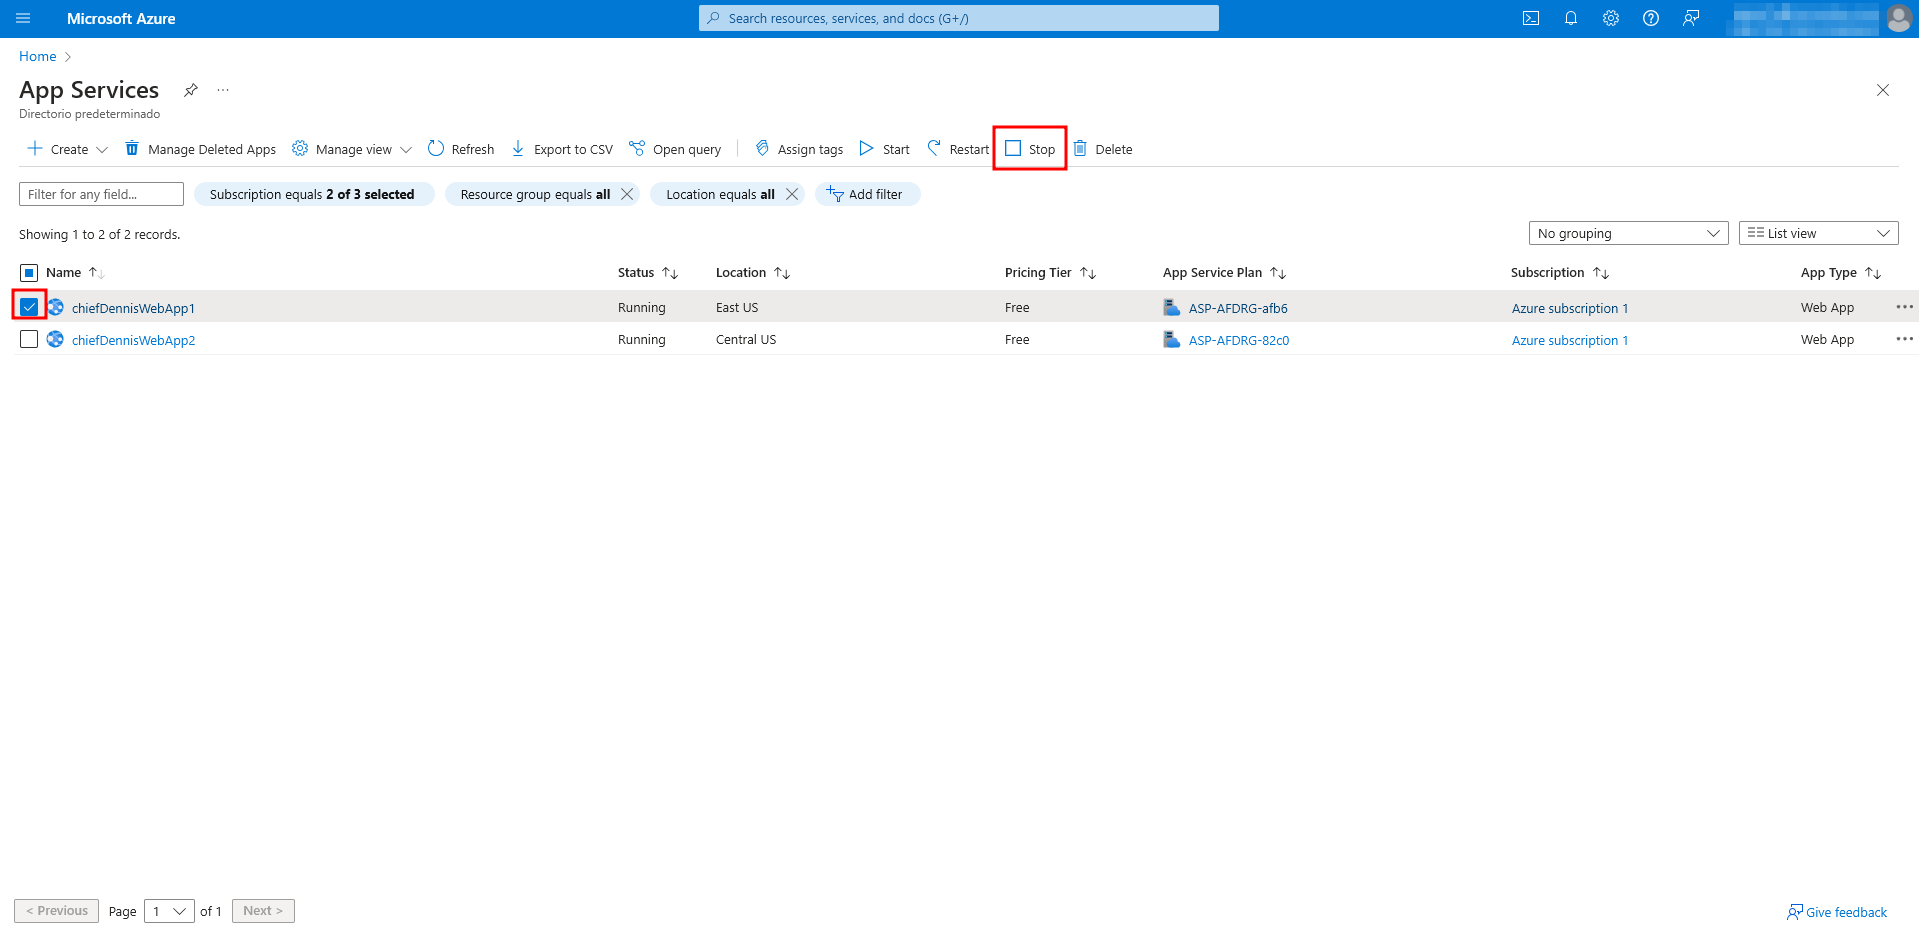 Microsoft Azure
Search resources, services, and docs (G+/)
Home >
App Services
Directorio predeterminado
Create
Manage Deleted Apps
Manage view
Refresh
Export to CSV
Open query
Assign tags
Start
Restart
Stop
Delete
Filter for any field...
Subscription equals 2 of 3 selected
Resource group equals all
Location equals all
Add filter
Showing 1 to 2 of 2 records.
No grouping
List view
Name Status Location Pricing Tier App Service Plan Subscription App Type
chiefDennisWebApp1 Running East US Free ASP-AFDRG-afb6 Azure subscription 1 Web App
chiefDennisWebApp2 Running Central US Free ASP-AFDRG-82c0 Azure subscription 1 Web App
< Previous Page 1 of 1 Next >
Give feedback